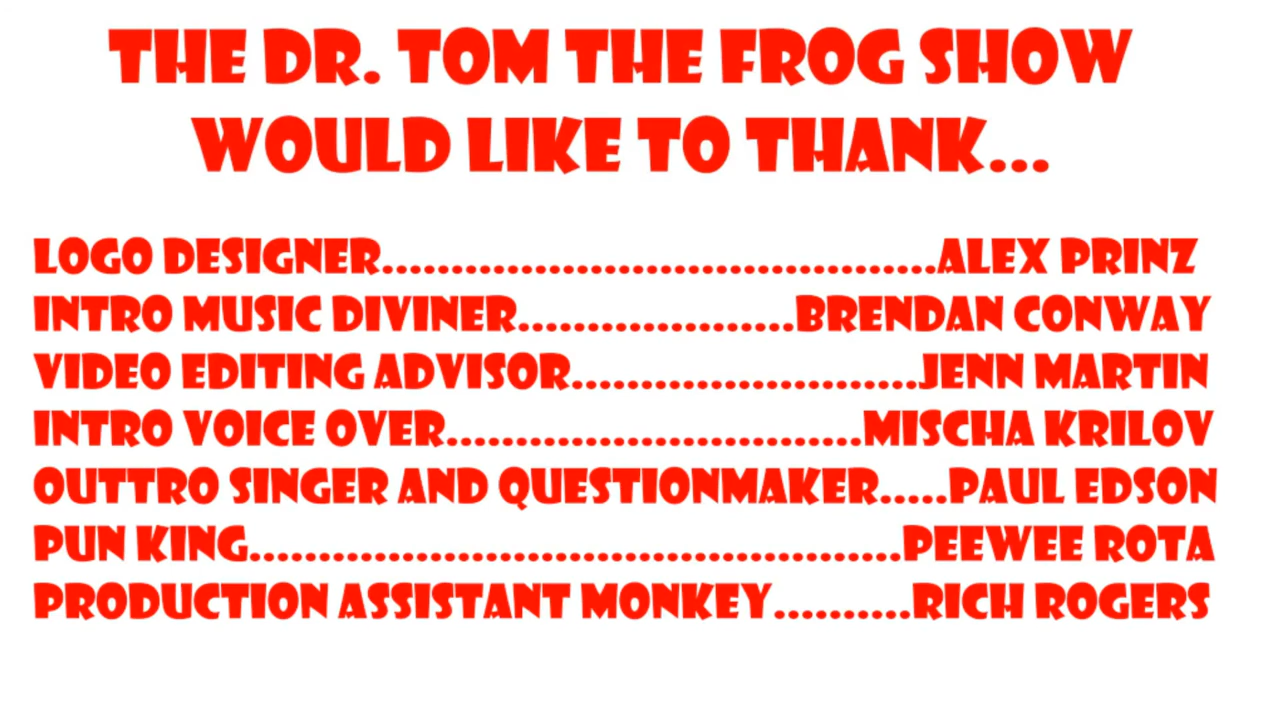 THE DR. TOM THE FROG SHOW
WOULD LIKE TO THANK...
LOGO DESIGNER........................................ALEX PRINZ
INTRO MUSIC DIVINER....................BRENDAN CONWAY
VIDEO EDITING ADVISOR.........................JENN MARTIN
INTRO VOICE OVER..............................MISCHA KRILOV
OUTTRO SINGER AND QUESTIONMAKER.....PAUL EDSON
PUN KING...............................................PEEWEE ROTA
PRODUCTION ASSISTANT MONKEY..........RICH ROGERS